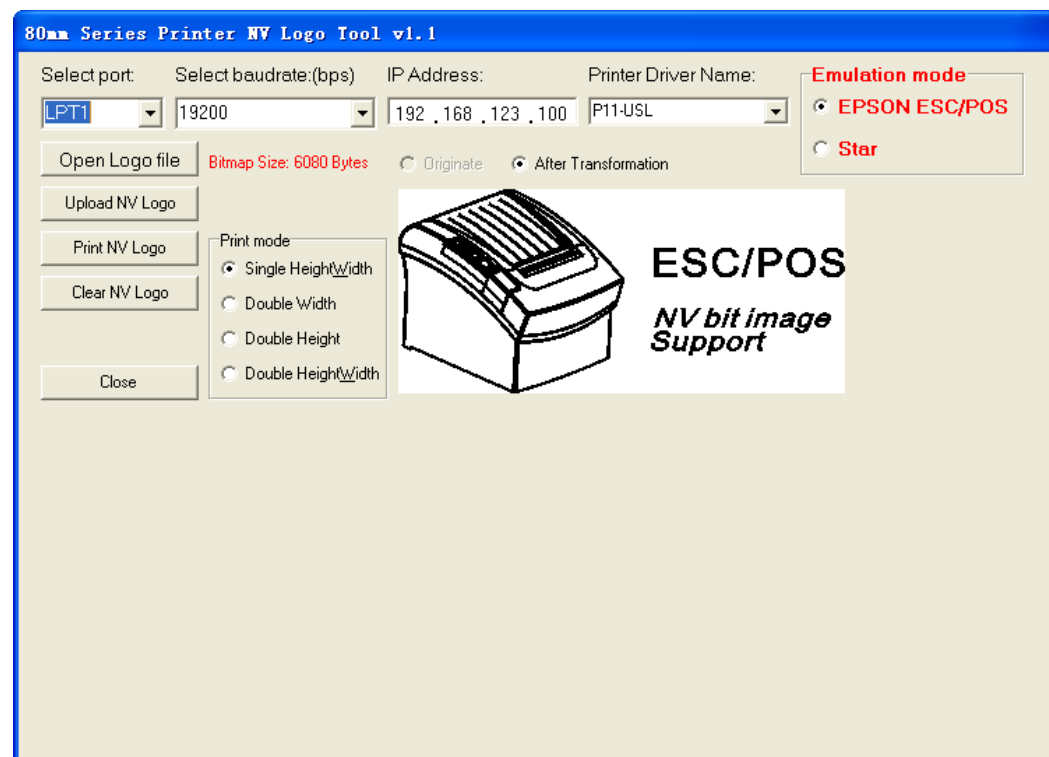 80mm Series Printer NV Logo Tool v1.1
Select port: Select baudrate:(bps) IP Address: Printer Driver Name: Emulation mode
LPT1 19200 192 . 168 . 123 . 100 P11-USL EPSON ESC/POS
Star
Open Logo file Bitmap Size: 6080 Bytes Originate After Transformation
Upload NV Logo
Print NV Logo
Clear NV Logo
Close
Print mode
Single HeightWidth
Double Width
Double Height
Double HeightWidth
ESC/POS
NV bit image
Support